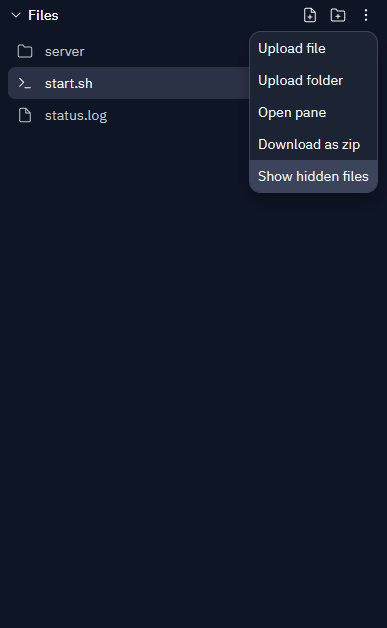 Files
server
start.sh
status.log
Upload file
Upload folder
Open pane
Download as zip
Show hidden files